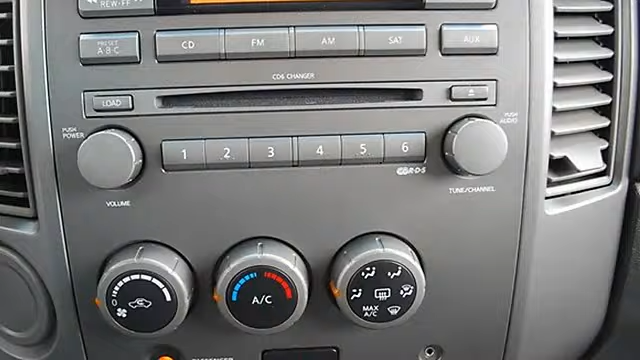 REW·FF
PRESET
A·B·C
CD FM AM SAT AUX
CD6 CHANGER
LOAD
PUSH
POWER
PUSH
AUDIO
1 2 3 4 5 6
R·D·S
VOLUME
TUNE/CHANNEL
A/C
MAX
A/C
PASSENGER